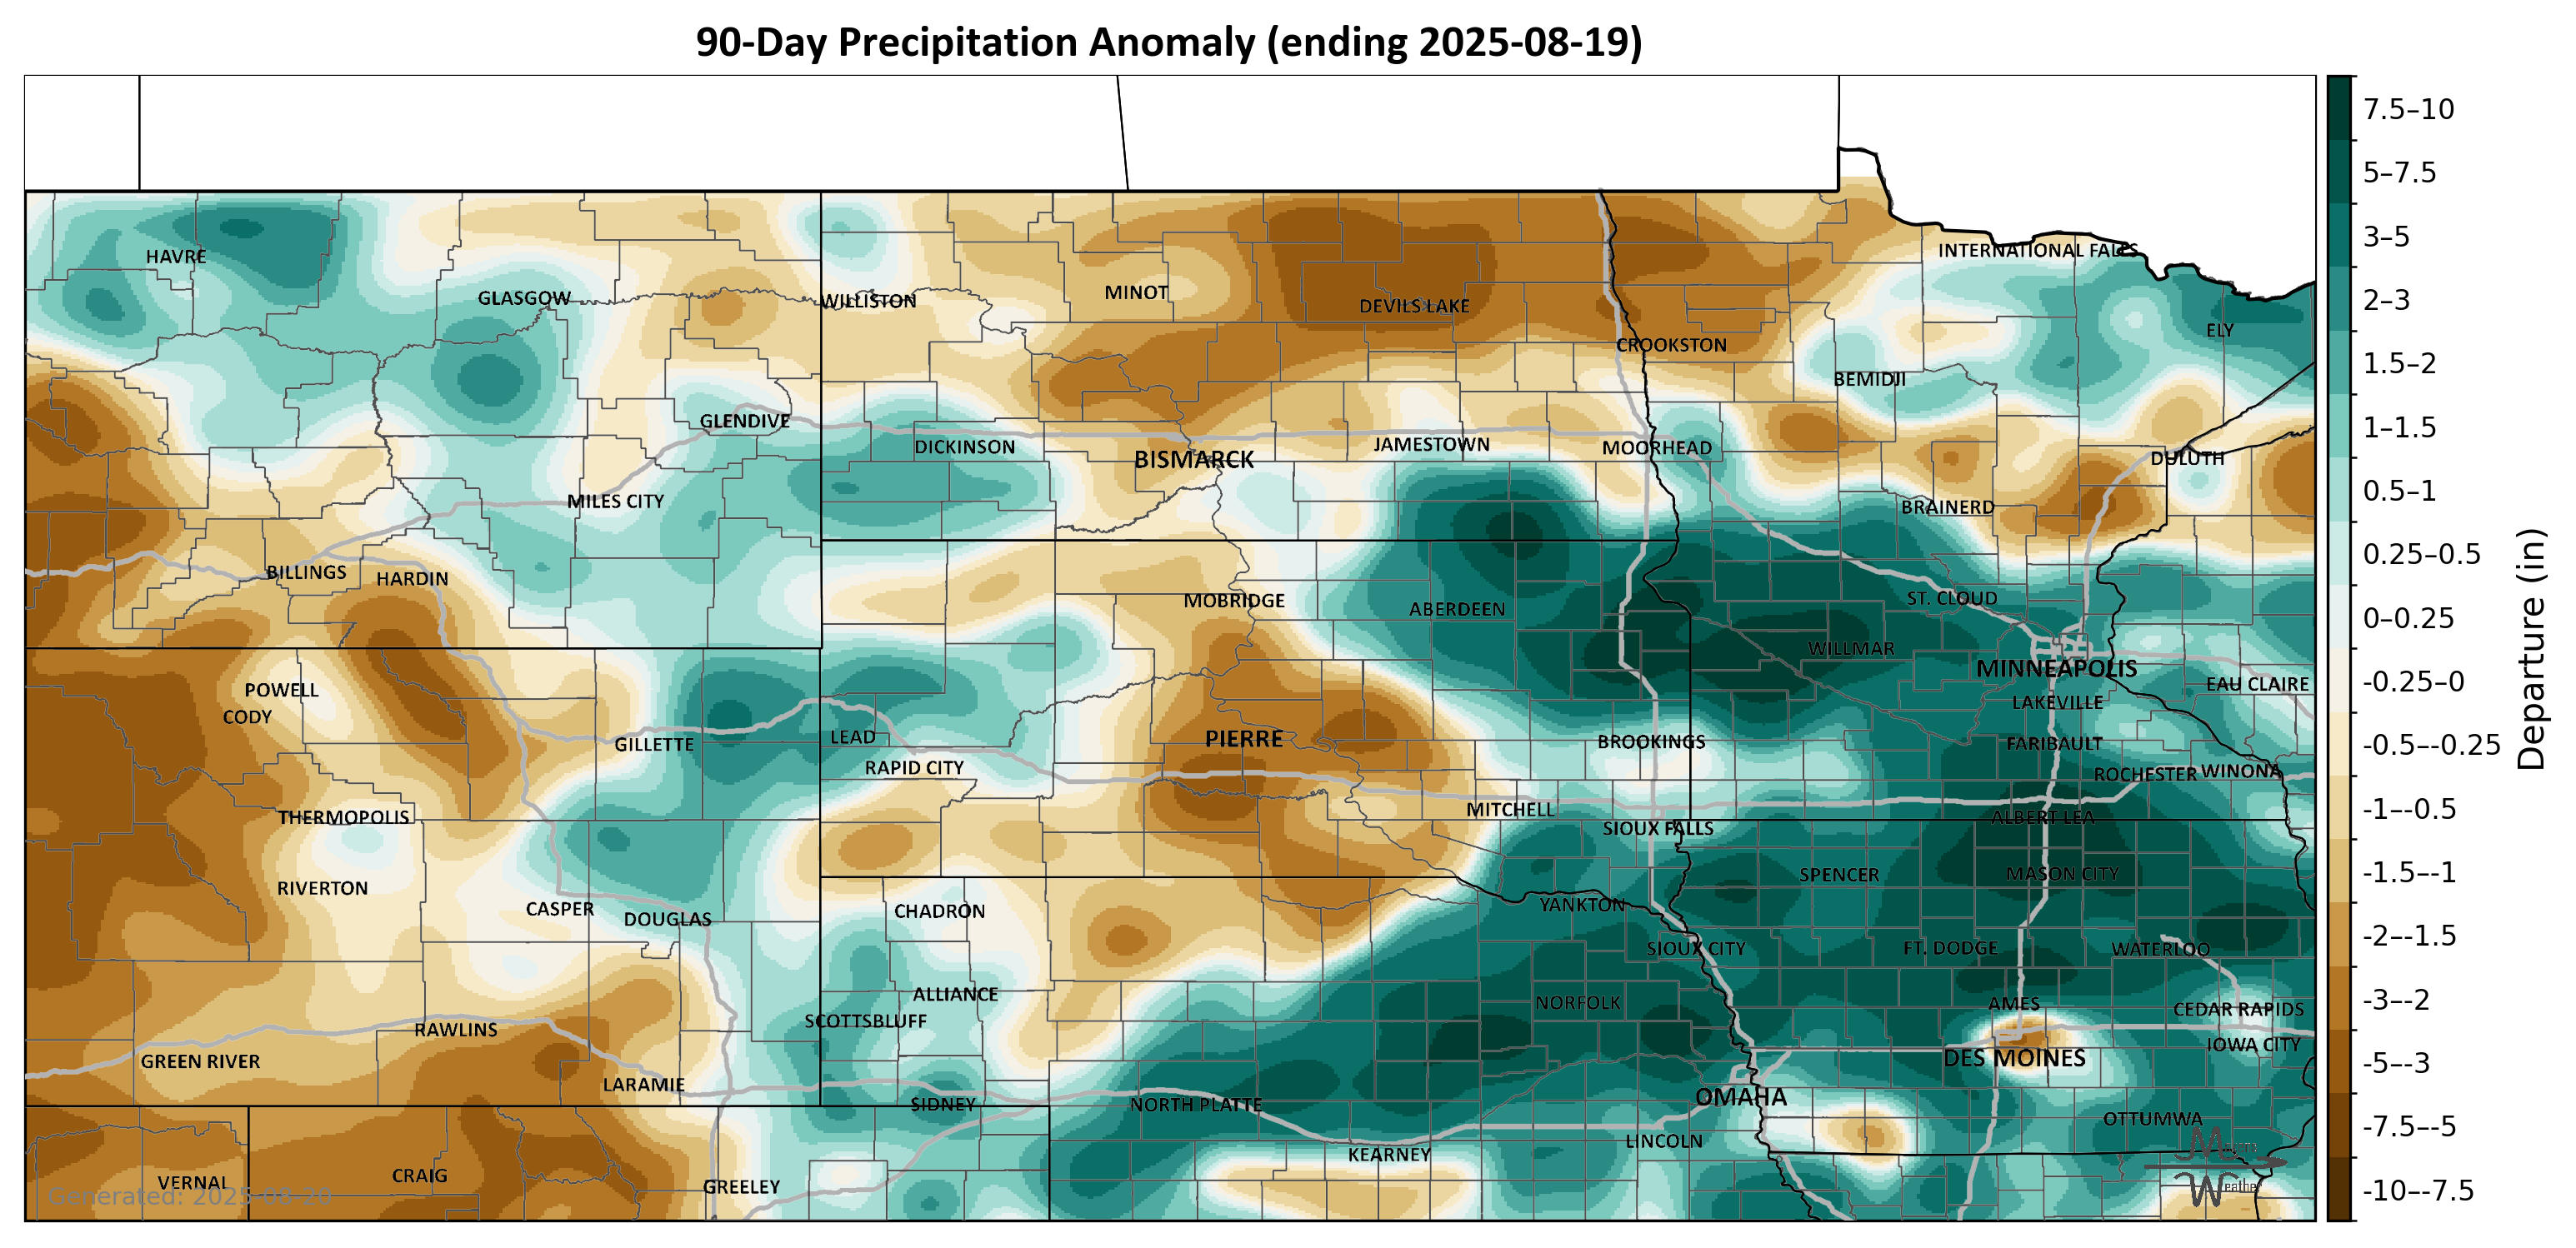 90-Day Precipitation Anomaly (ending 2025-08-19)
HAVRE
GLASGOW
WILLISTON
MINOT
DEVILS LAKE
CROOKSTON
INTERNATIONAL FALLS
ELY
BEMIDJI
GLENDIVE
DICKINSON
BISMARCK
JAMESTOWN
MOORHEAD
DULUTH
MILES CITY
BRAINERD
BILLINGS
HARDIN
MOBRIDGE
ABERDEEN
ST. CLOUD
WILLMAR
MINNEAPOLIS
EAU CLAIRE
POWELL
CODY
LAKEVILLE
GILLETTE
LEAD
PIERRE
BROOKINGS
FARIBAULT
RAPID CITY
ROCHESTER
WINONA
THERMOPOLIS
MITCHELL
SIOUX FALLS
ALBERT LEA
RIVERTON
SPENCER
MASON CITY
CASPER
DOUGLAS
CHADRON
YANKTON
SIOUX CITY
FT. DODGE
WATERLOO
ALLIANCE
NORFOLK
AMES
CEDAR RAPIDS
SCOTTSBLUFF
RAWLINS
IOWA CITY
GREEN RIVER
DES MOINES
LARAMIE
SIDNEY
NORTH PLATTE
OMAHA
OTTUMWA
LINCOLN
KEARNEY
VERNAL
CRAIG
GREELEY
Generated: 2025-08-20
Weather
7.5–10
5–7.5
3–5
2–3
1.5–2
1–1.5
0.5–1
0.25–0.5
0–0.25
-0.25–0
-0.5–-0.25
-1–-0.5
-1.5–-1
-2–-1.5
-3–-2
-5–-3
-7.5–-5
-10–-7.5
Departure (in)